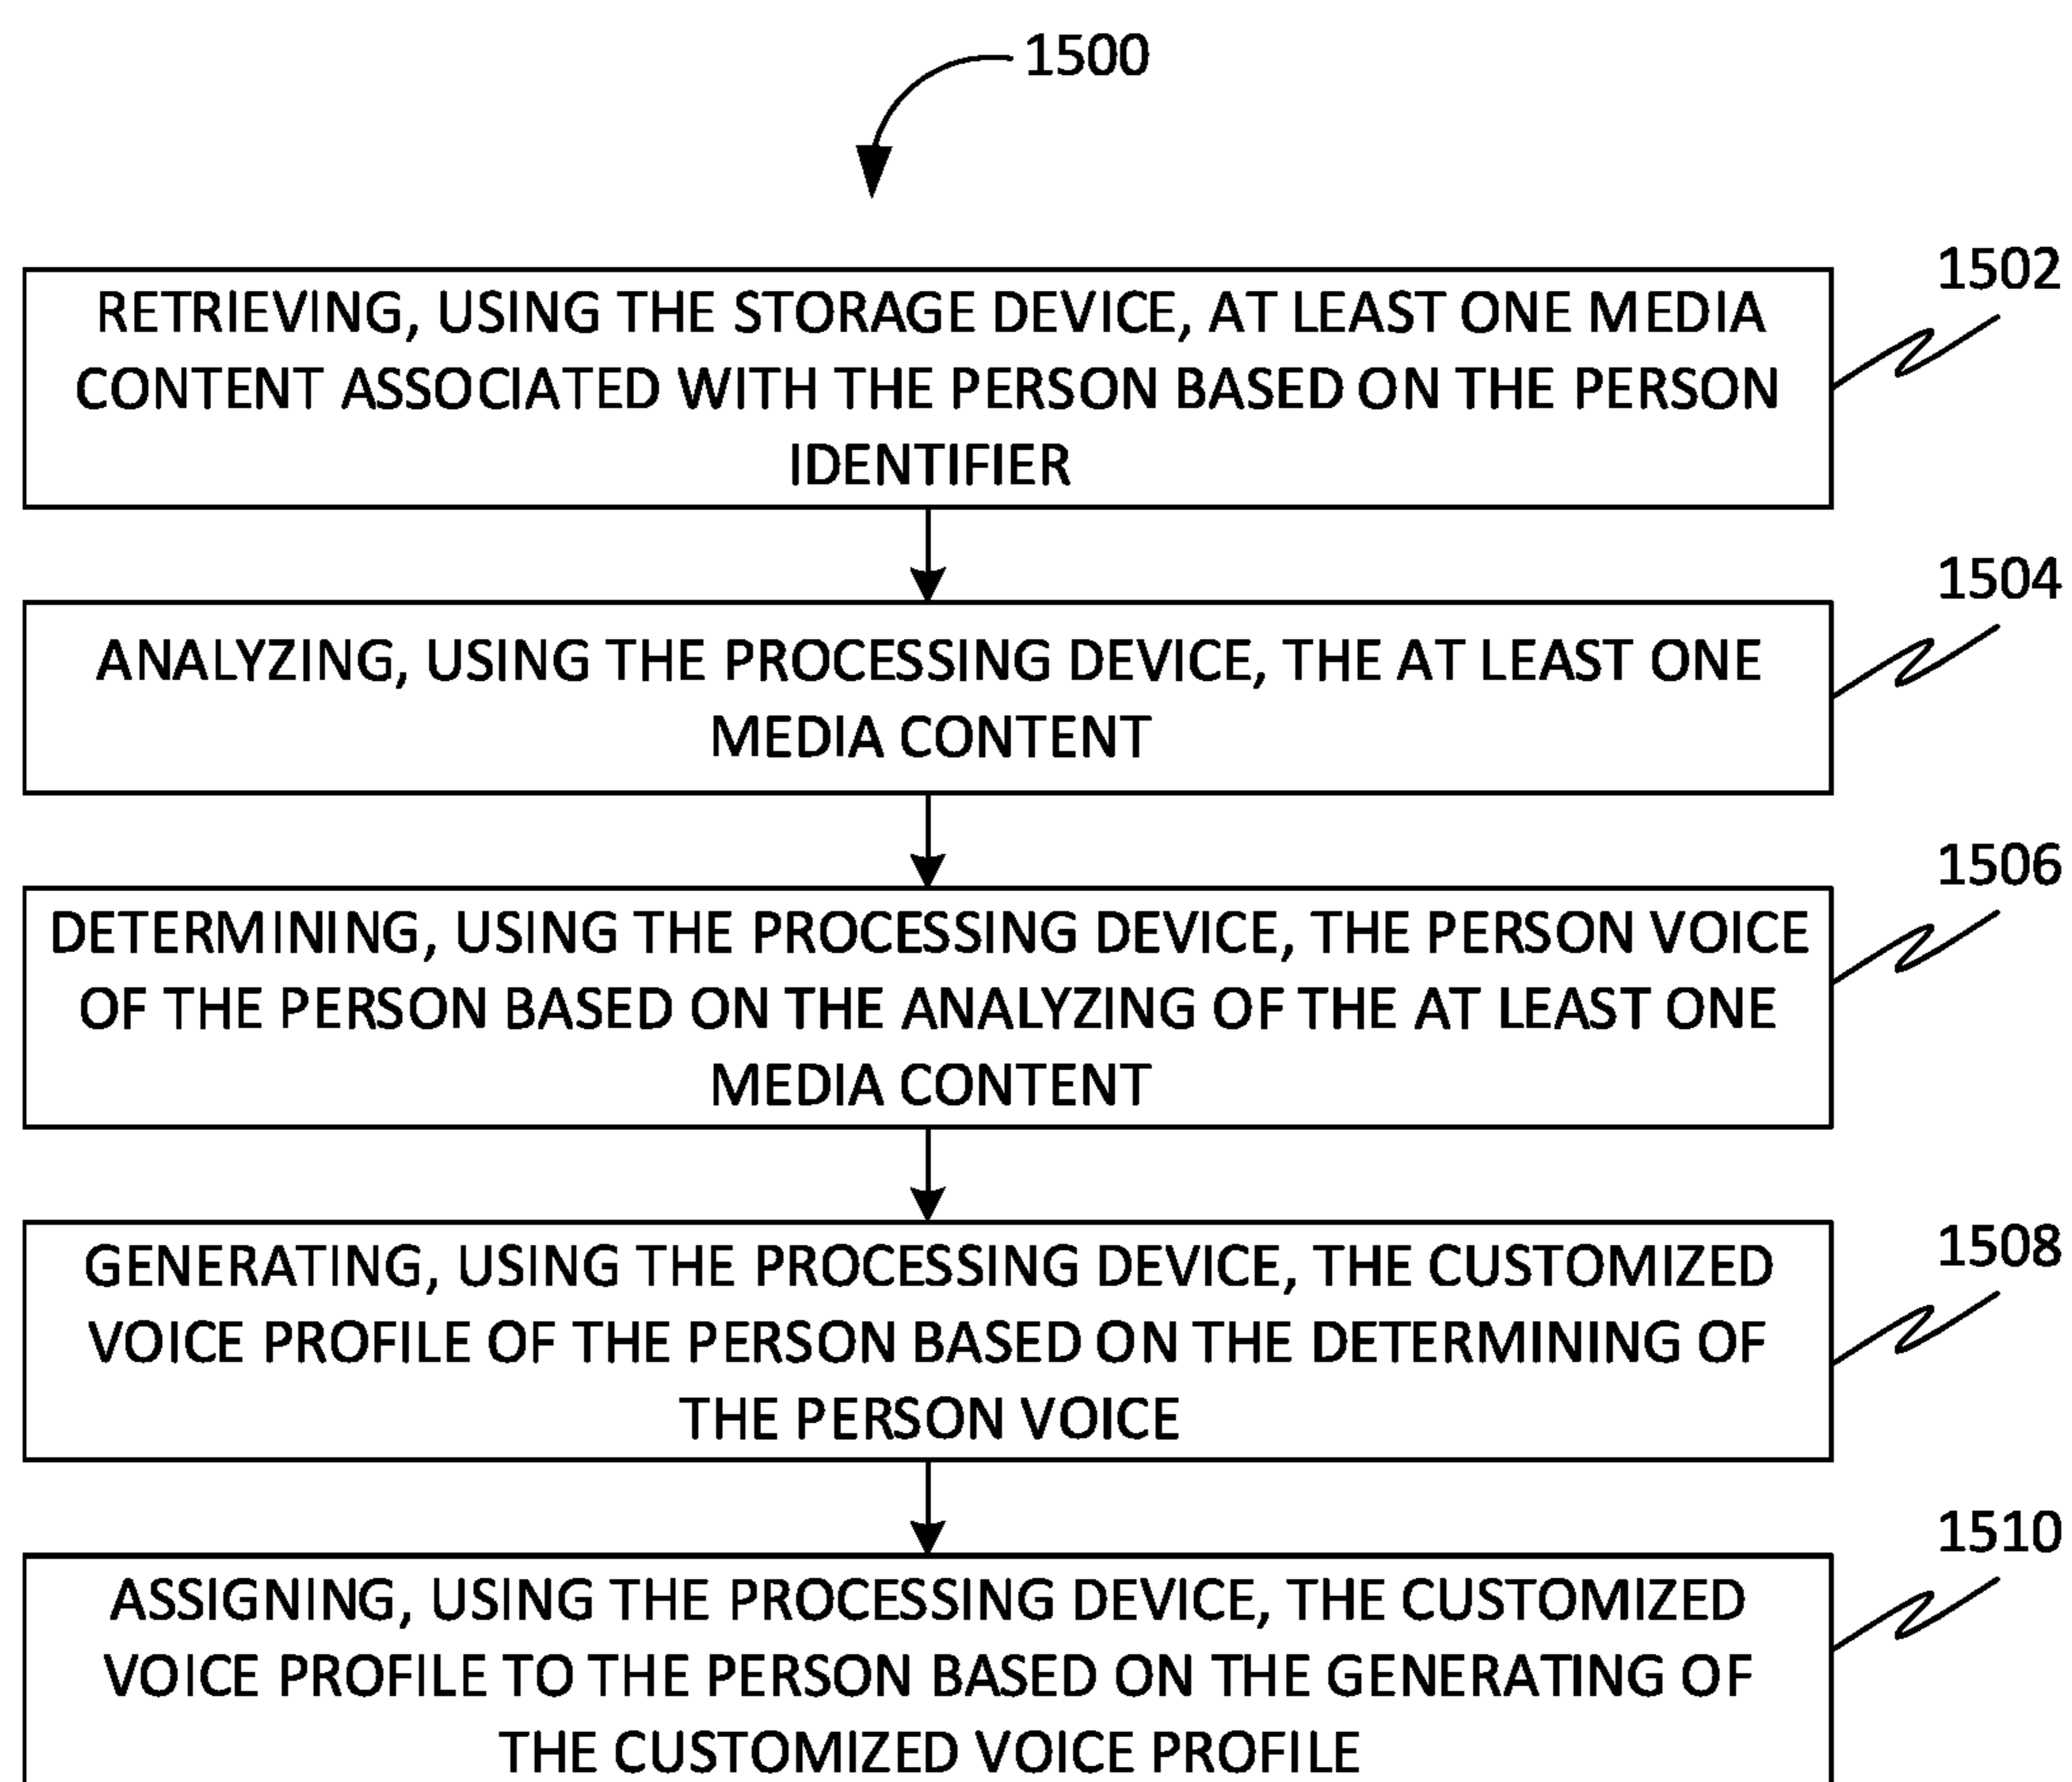 1500
1502
RETRIEVING, USING THE STORAGE DEVICE, AT LEAST ONE MEDIA
CONTENT ASSOCIATED WITH THE PERSON BASED ON THE PERSON
IDENTIFIER
1504
ANALYZING, USING THE PROCESSING DEVICE, THE AT LEAST ONE
MEDIA CONTENT
1506
DETERMINING, USING THE PROCESSING DEVICE, THE PERSON VOICE
OF THE PERSON BASED ON THE ANALYZING OF THE AT LEAST ONE
MEDIA CONTENT
1508
GENERATING, USING THE PROCESSING DEVICE, THE CUSTOMIZED
VOICE PROFILE OF THE PERSON BASED ON THE DETERMINING OF
THE PERSON VOICE
1510
ASSIGNING, USING THE PROCESSING DEVICE, THE CUSTOMIZED
VOICE PROFILE TO THE PERSON BASED ON THE GENERATING OF
THE CUSTOMIZED VOICE PROFILE